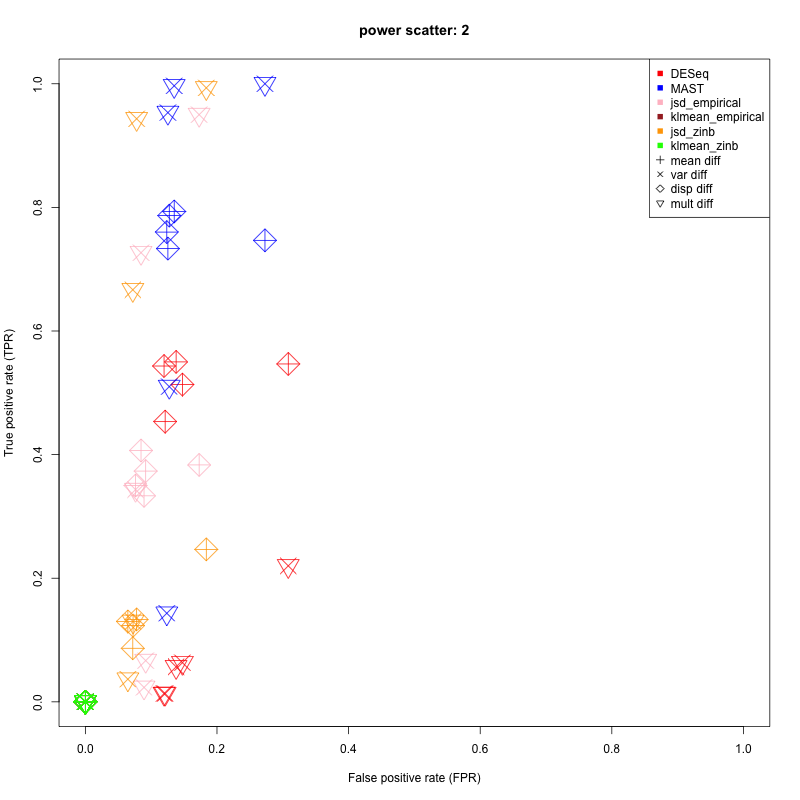 power scatter: 2
DESeq
MAST
jsd_empirical
klmean_empirical
jsd_zinb
klmean_zinb
mean diff
var diff
disp diff
mult diff
True positive rate (TPR)
1.0
0.8
0.6
0.4
0.2
0.0
0.0 0.2 0.4 0.6 0.8 1.0
False positive rate (FPR)